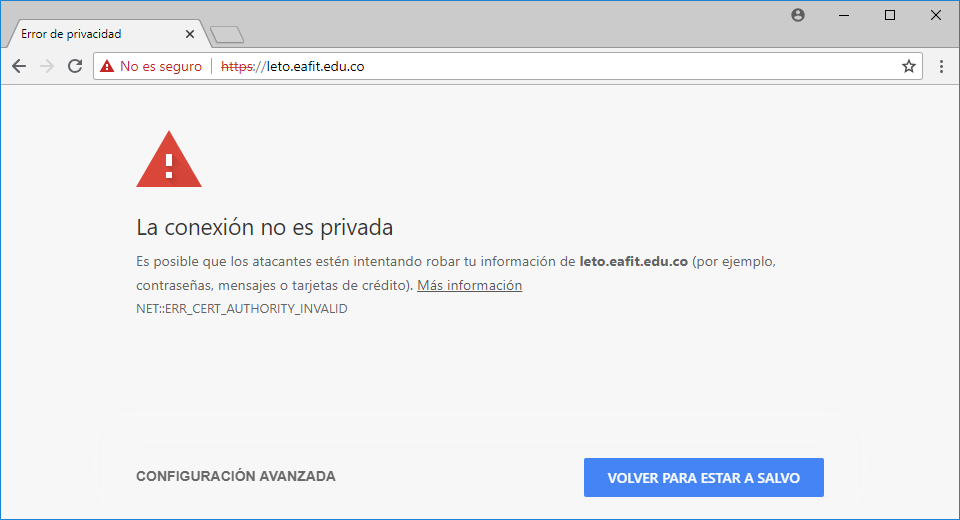 Error de privacidad
No es seguro https://leto.eafit.edu.co
La conexión no es privada
Es posible que los atacantes estén intentando robar tu información de leto.eafit.edu.co (por ejemplo,
contraseñas, mensajes o tarjetas de crédito). Más información
NET::ERR_CERT_AUTHORITY_INVALID
CONFIGURACIÓN AVANZADA VOLVER PARA ESTAR A SALVO